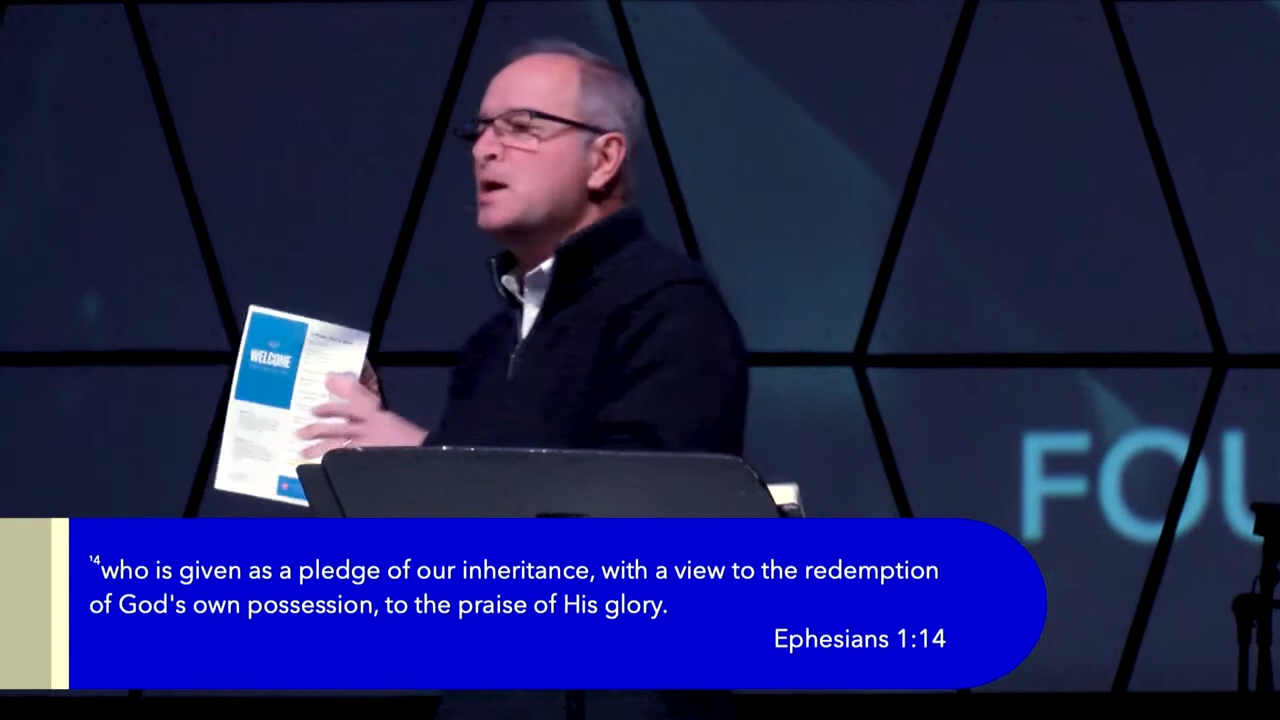 WELCOME
FOU
¹⁴who is given as a pledge of our inheritance, with a view to the redemption
of God's own possession, to the praise of His glory.
Ephesians 1:14